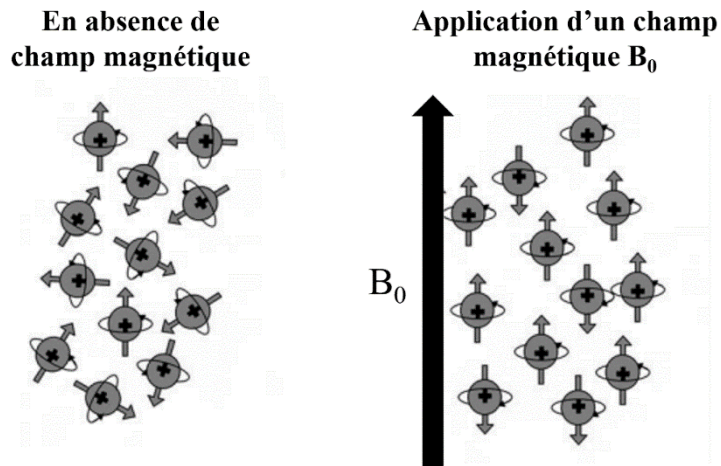 En absence de
champ magnétique
Application d'un champ
magnétique B₀
B₀